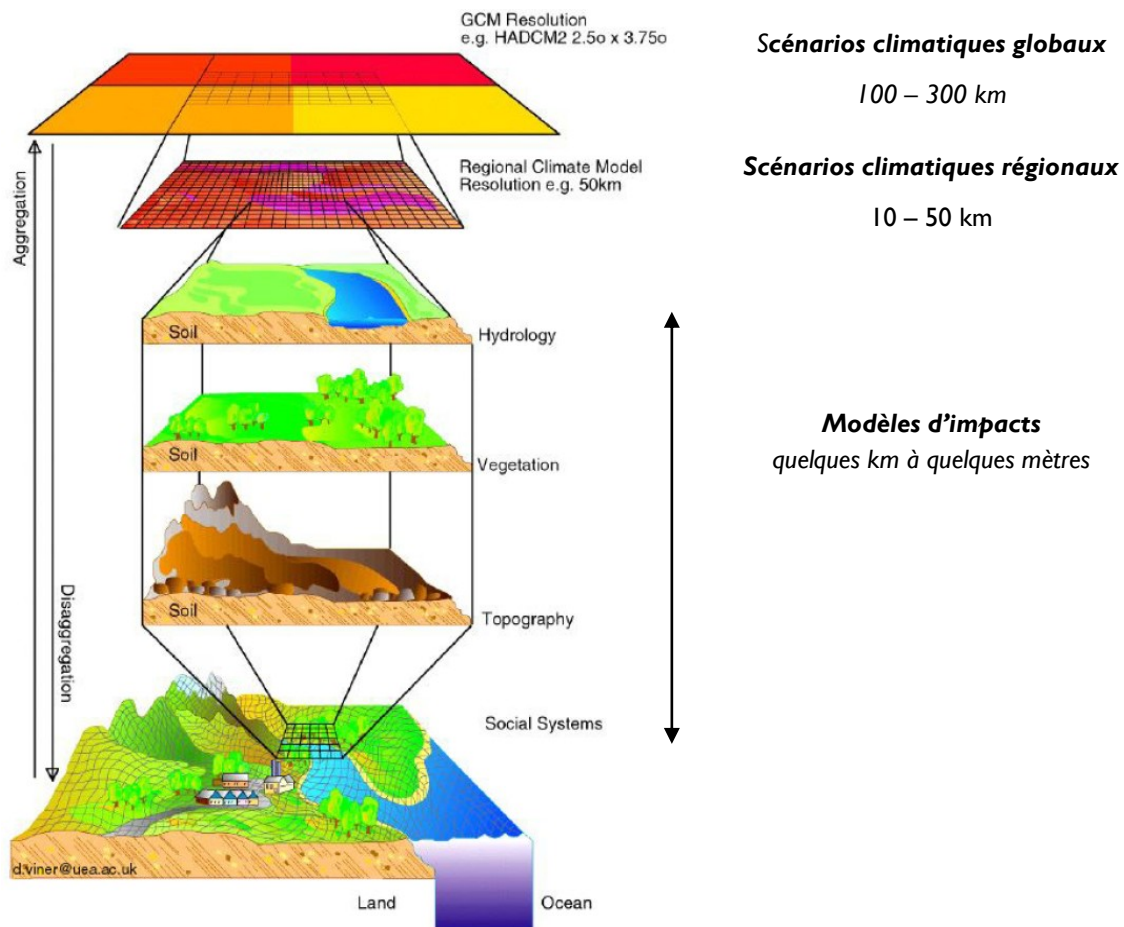 GCM Resolution
e.g. HADCM2 2.5o x 3.75o
Scénarios climatiques globaux
100 – 300 km
Regional Climate Model
Resolution e.g. 50km
Scénarios climatiques régionaux
10 – 50 km
Aggregation
Disaggregation
Soil
Hydrology
Soil
Vegetation
Modèles d'impacts
quelques km à quelques mètres
Soil
Topography
Social Systems
d.viner@uea.ac.uk
Land
Ocean